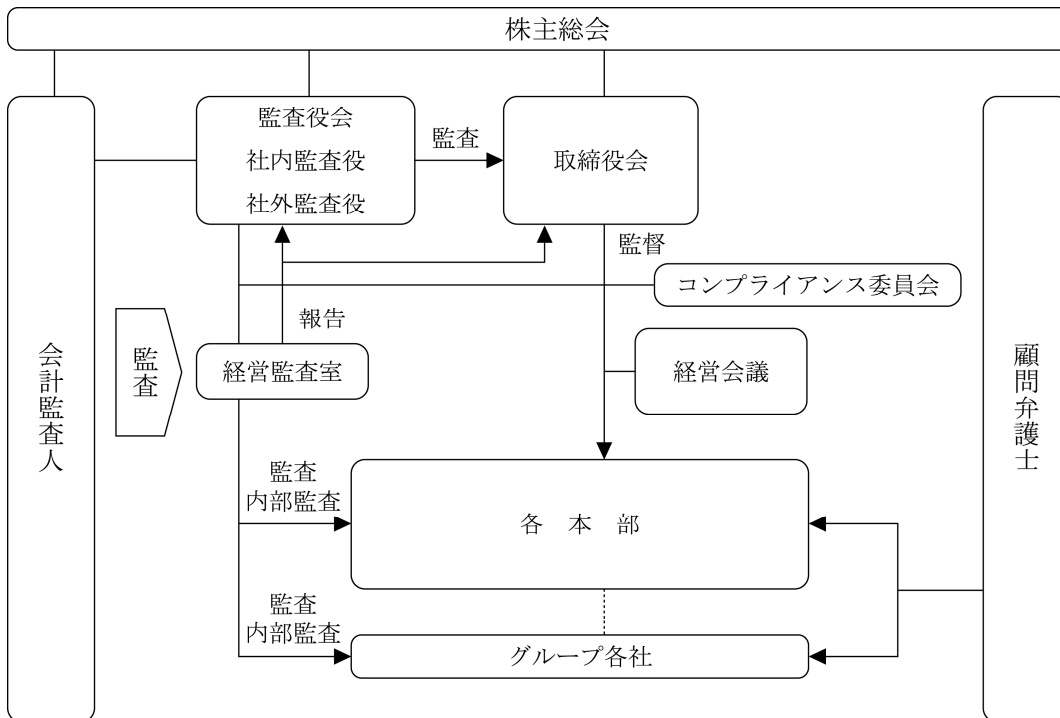 株主総会
監査役会
社内監査役
社外監査役
監査
取締役会
監督
コンプライアンス委員会
報告
会計監査人
監査
経営監査室
経営会議
顧問弁護士
監査
内部監査
各 本 部
監査
内部監査
グループ各社